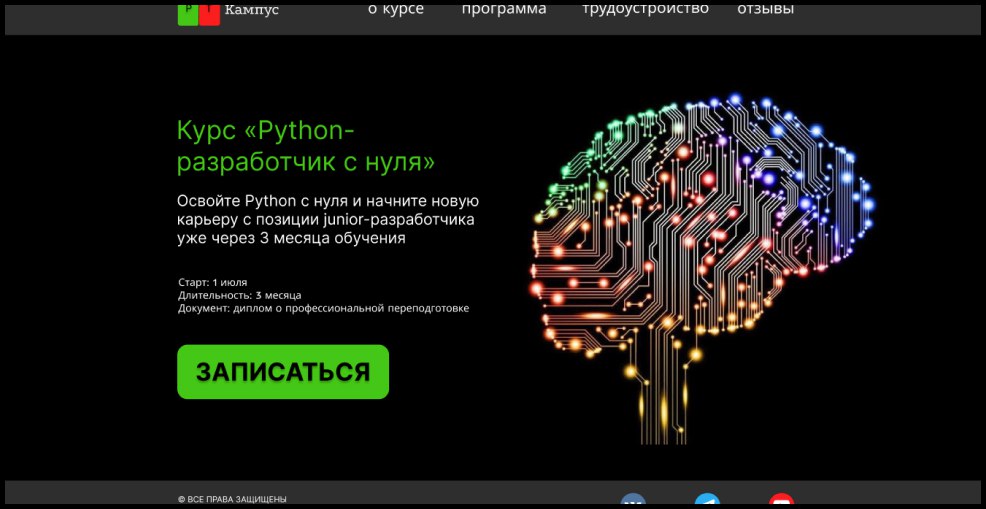 Р Т Кампус
о курсе программа трудоустройство отзывы
Курс «Python-
разработчик с нуля»
Освойте Python с нуля и начните новую
карьеру с позиции junior-разработчика
уже через 3 месяца обучения
Старт: 1 июля
Длительность: 3 месяца
Документ: диплом о профессиональной переподготовке
ЗАПИСАТЬСЯ
© ВСЕ ПРАВА ЗАЩИЩЕНЫ